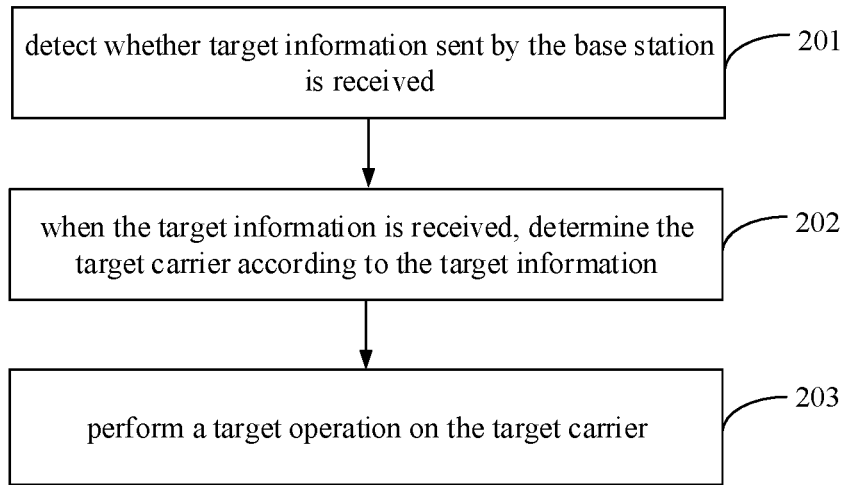 detect whether target information sent by the base station
is received
201
when the target information is received, determine the
target carrier according to the target information
202
perform a target operation on the target carrier
203